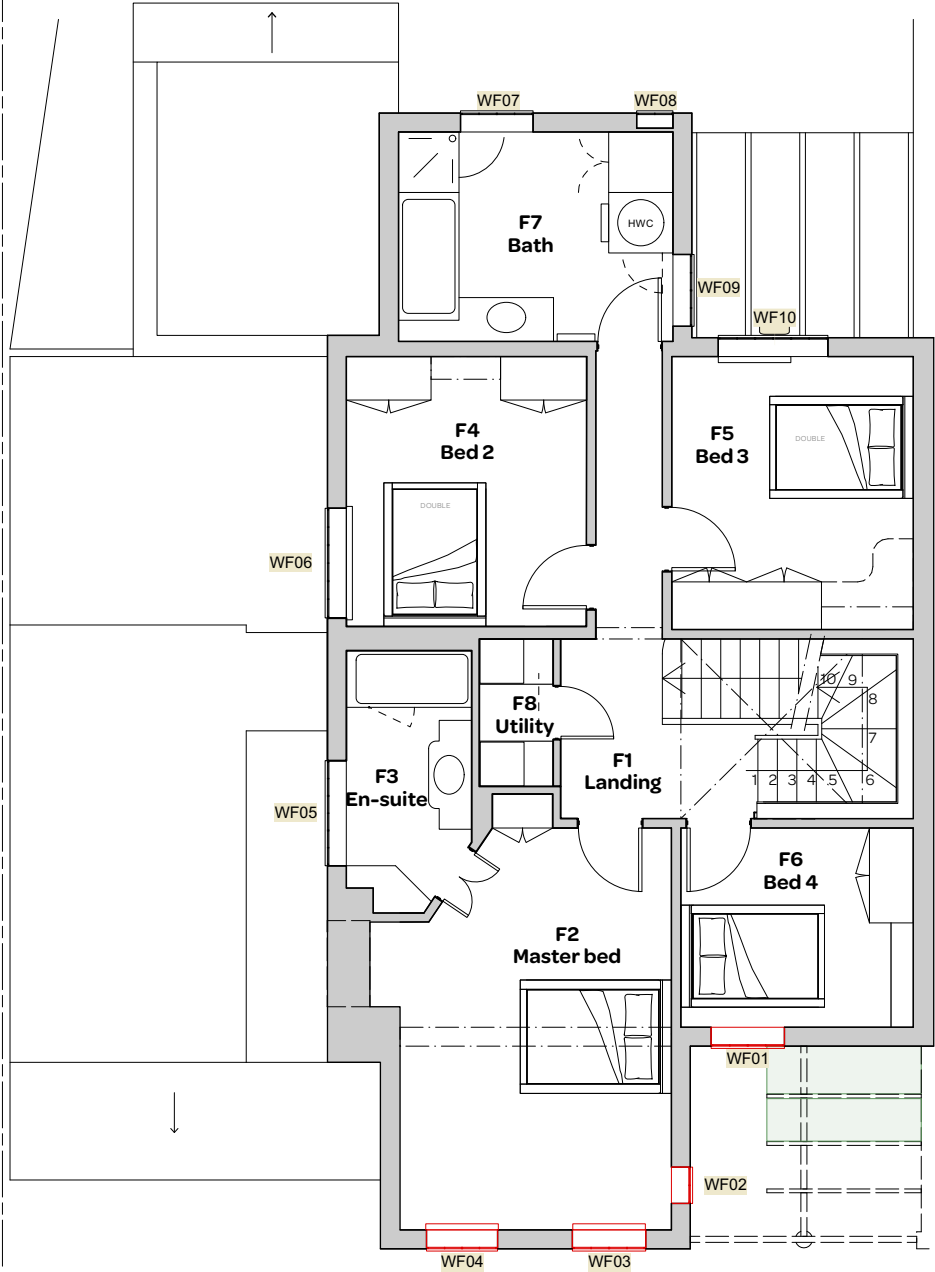 WF07
WF08
F7
Bath
HWC
WF09
WF10
F4
Bed 2
F5
Bed 3
DOUBLE
DOUBLE
WF06
10
9
8
7
6
5
4
3
2
1
F8
Utility
F1
Landing
F3
En-suite
WF05
F6
Bed 4
F2
Master bed
WF01
WF02
WF04
WF03